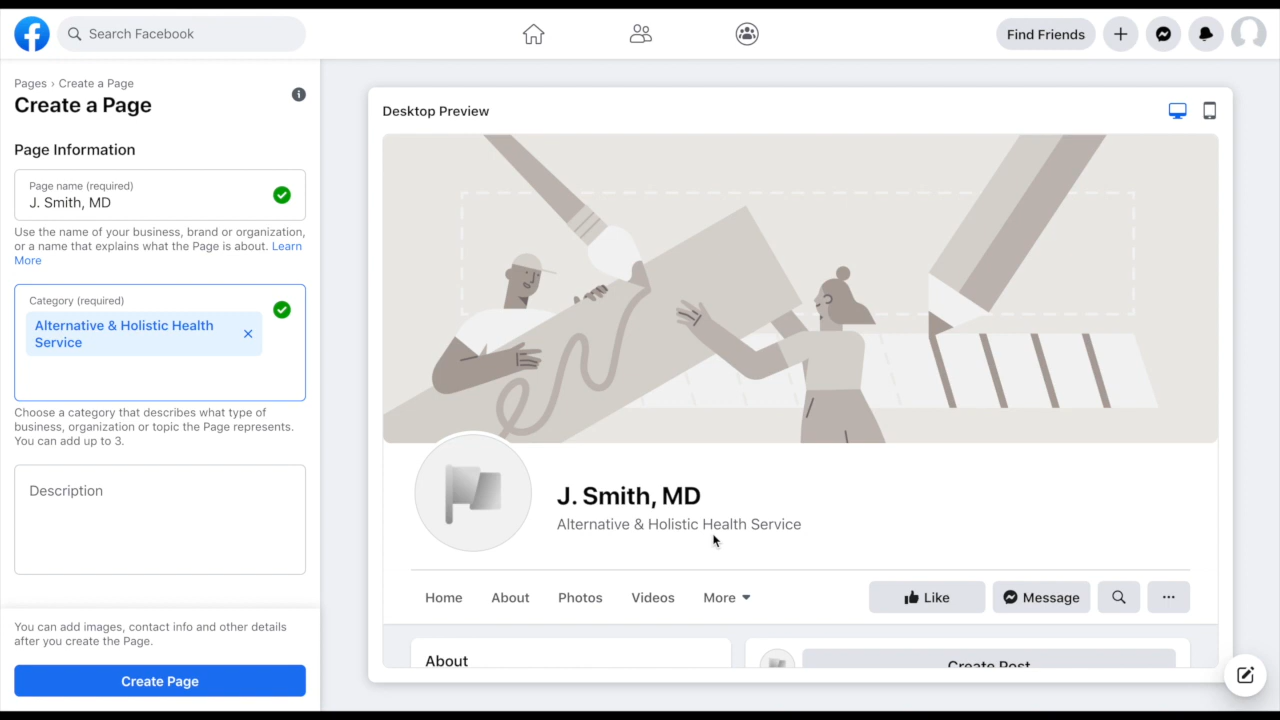 Search Facebook
Find Friends
Pages › Create a Page
Create a Page
Page Information
Page name (required)
J. Smith, MD
Use the name of your business, brand or organization,
or a name that explains what the Page is about. Learn
More
Category (required)
Alternative & Holistic Health
Service
Choose a category that describes what type of
business, organization or topic the Page represents.
You can add up to 3.
Description
You can add images, contact info and other details
after you create the Page.
Create Page
Desktop Preview
J. Smith, MD
Alternative & Holistic Health Service
Home About Photos Videos More Like Message
About
Create Post